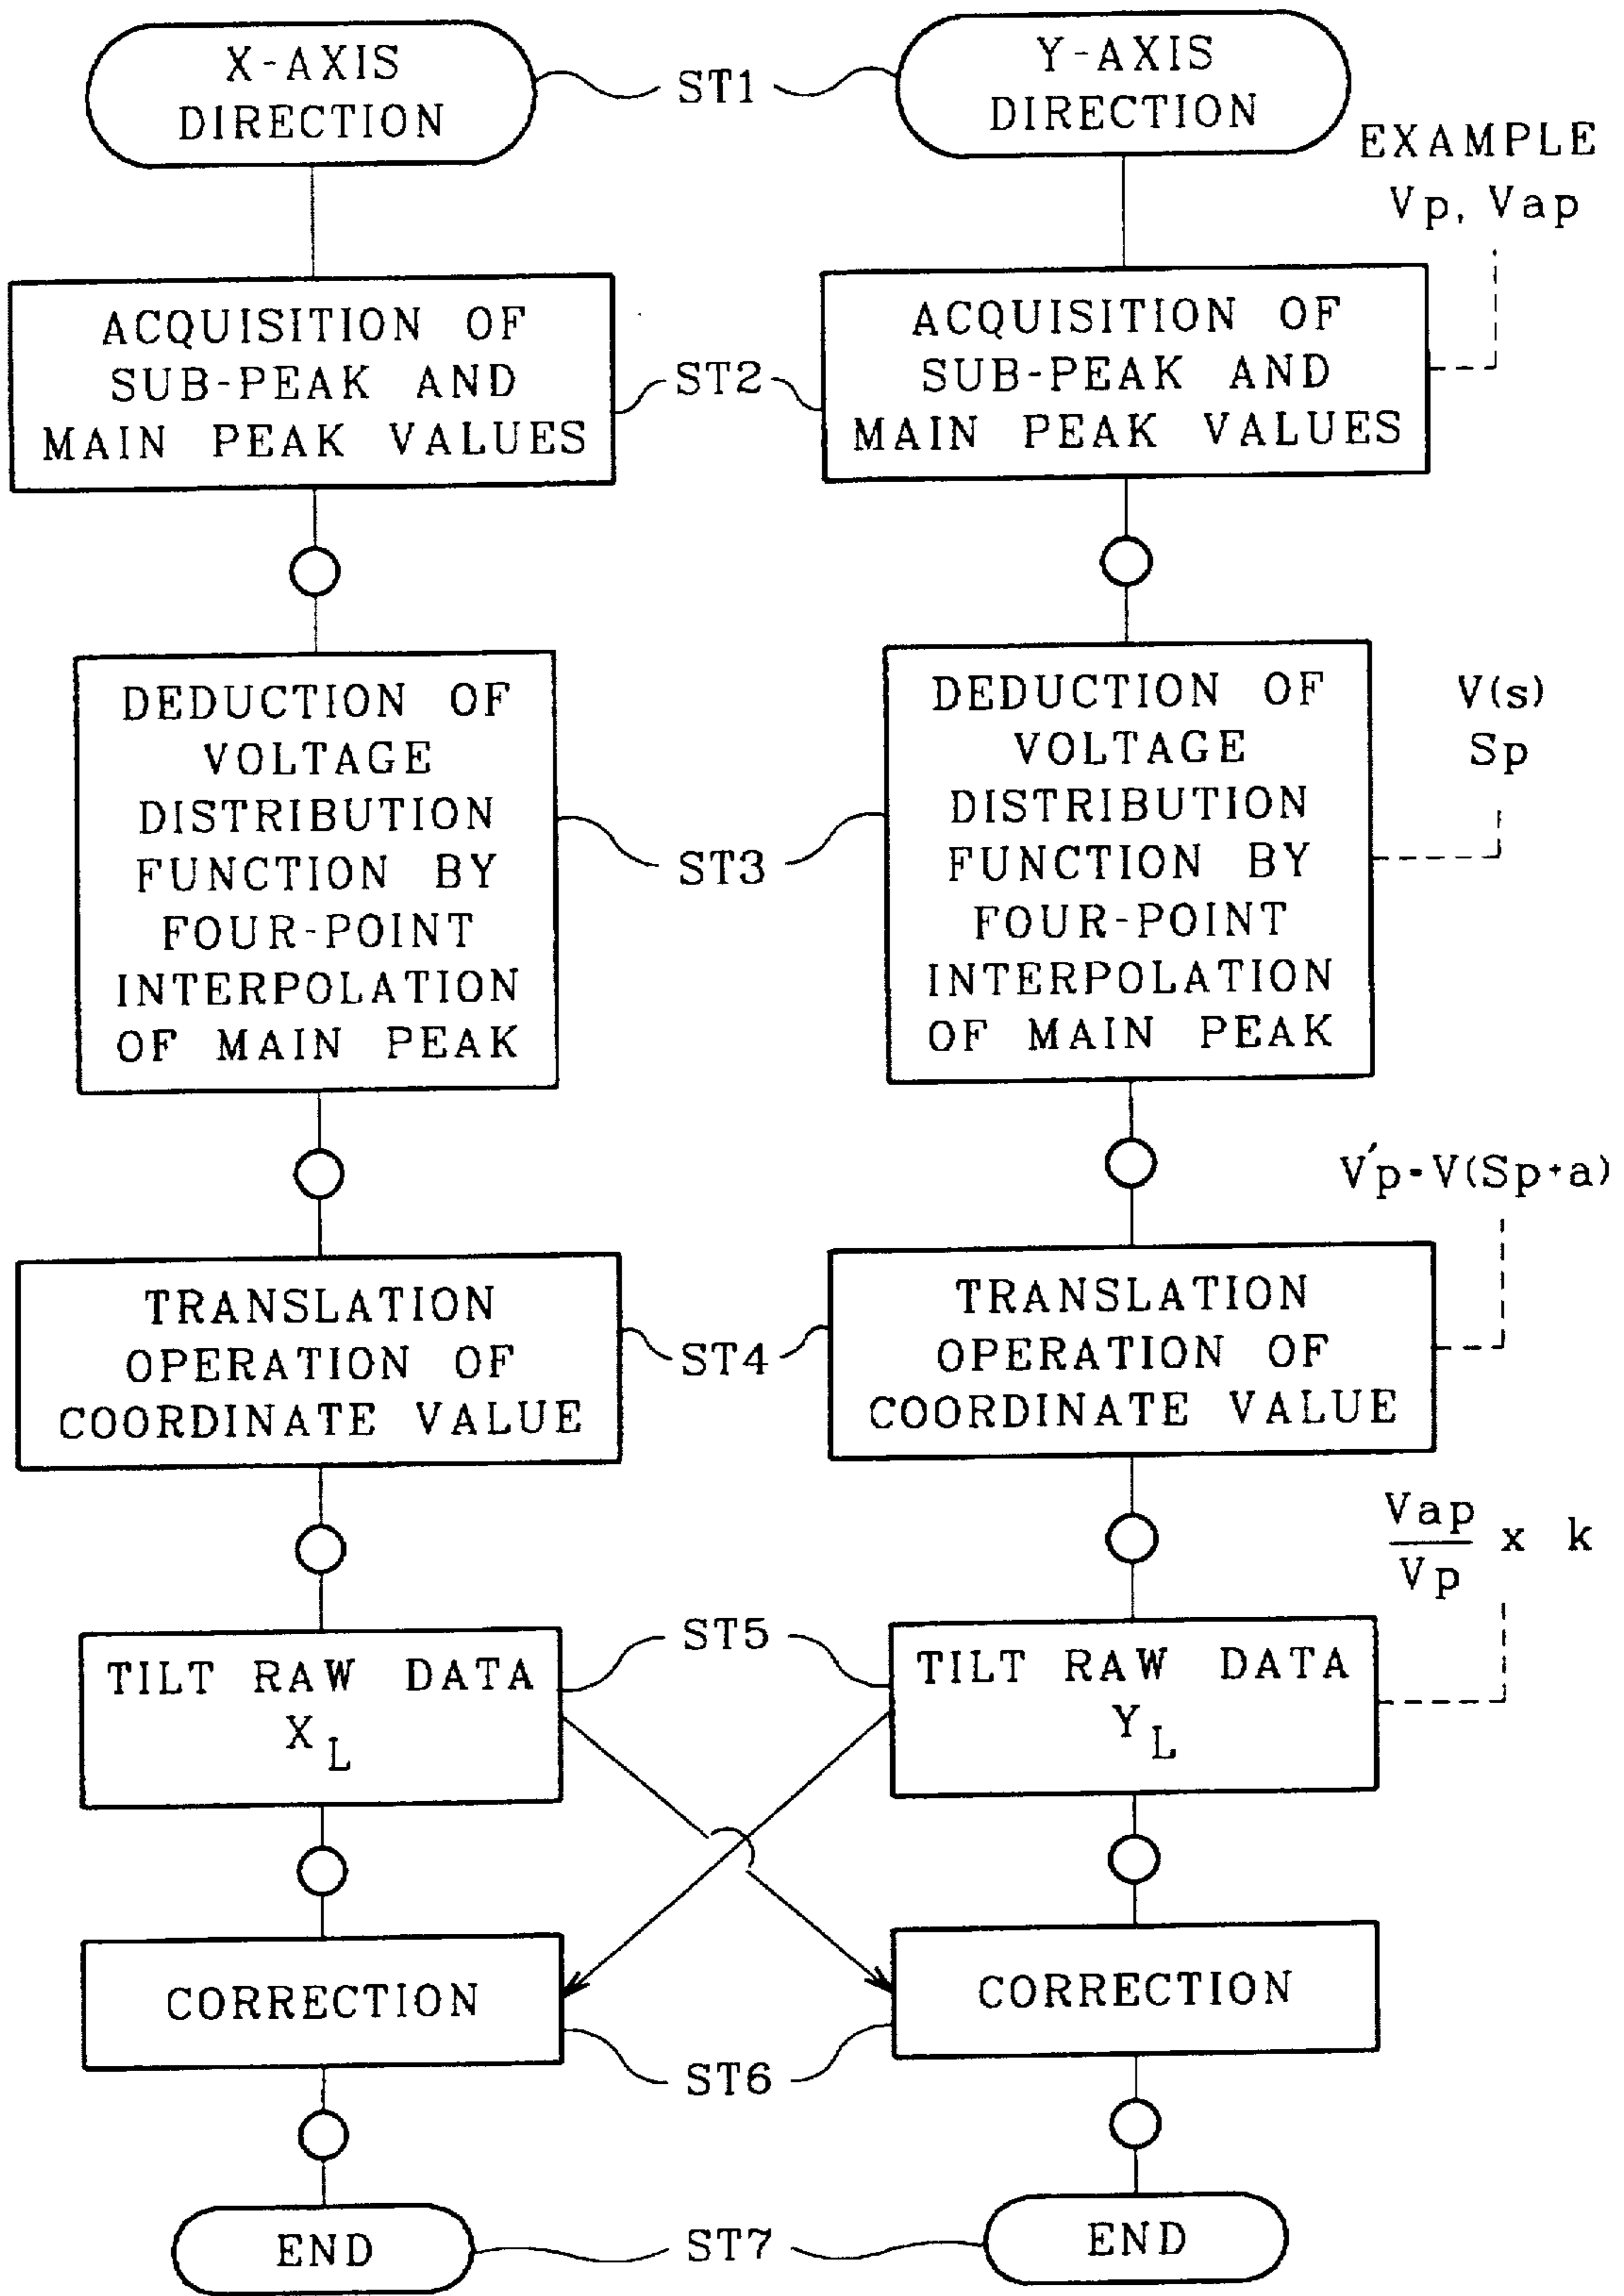 X-AXIS
DIRECTION
ST1
Y-AXIS
DIRECTION
EXAMPLE
Vp, Vap
ACQUISITION OF
SUB-PEAK AND
MAIN PEAK VALUES
ST2
ACQUISITION OF
SUB-PEAK AND
MAIN PEAK VALUES
DEDUCTION OF
VOLTAGE
DISTRIBUTION
FUNCTION BY
FOUR-POINT
INTERPOLATION
OF MAIN PEAK
ST3
DEDUCTION OF
VOLTAGE
DISTRIBUTION
FUNCTION BY
FOUR-POINT
INTERPOLATION
OF MAIN PEAK
V(s)
Sp
V'p=V(Sp+a)
TRANSLATION
OPERATION OF
COORDINATE VALUE
ST4
TRANSLATION
OPERATION OF
COORDINATE VALUE
Vap
Vp
x k
TILT RAW DATA
XL
ST5
TILT RAW DATA
YL
CORRECTION
ST6
CORRECTION
END
ST7
END